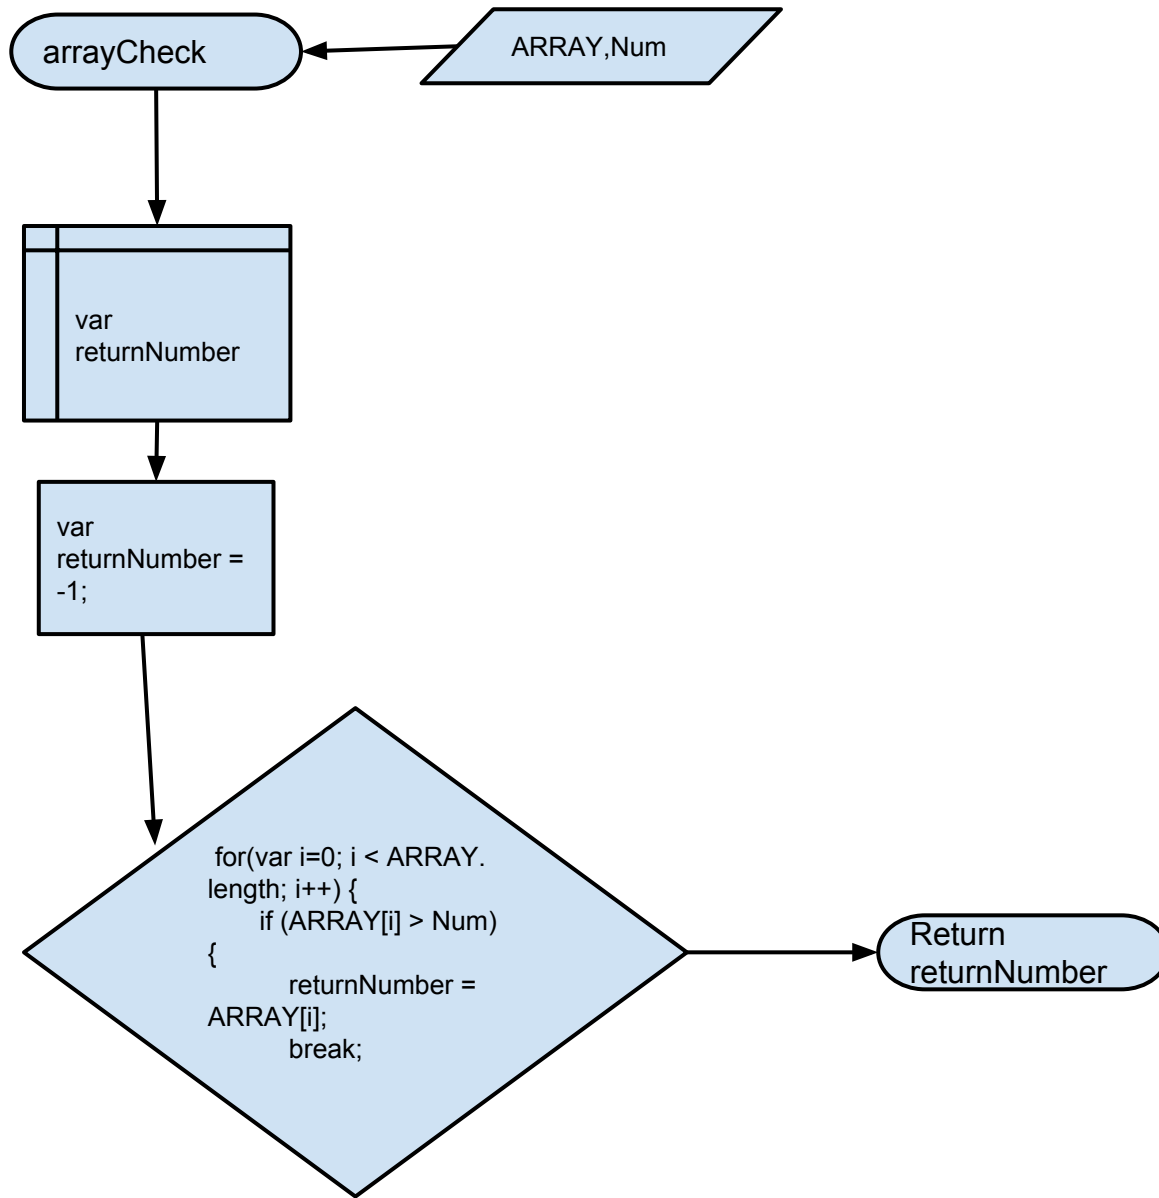 arrayCheck
ARRAY,Num
var
returnNumber
var
returnNumber =
-1;
for(var i=0; i < ARRAY.
length; i++) {
if (ARRAY[i] > Num)
{
returnNumber =
ARRAY[i];
break;
Return
returnNumber